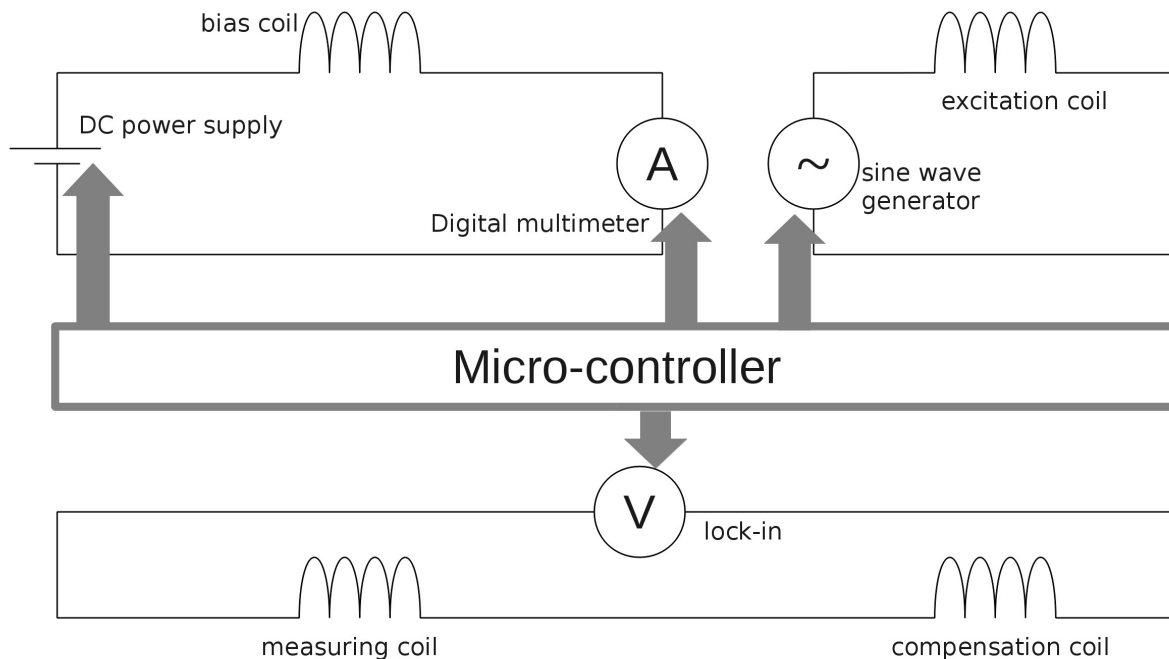 bias coil
excitation coil
DC power supply
A
~
sine wave
generator
Digital multimeter
Micro-controller
V
lock-in
measuring coil
compensation coil